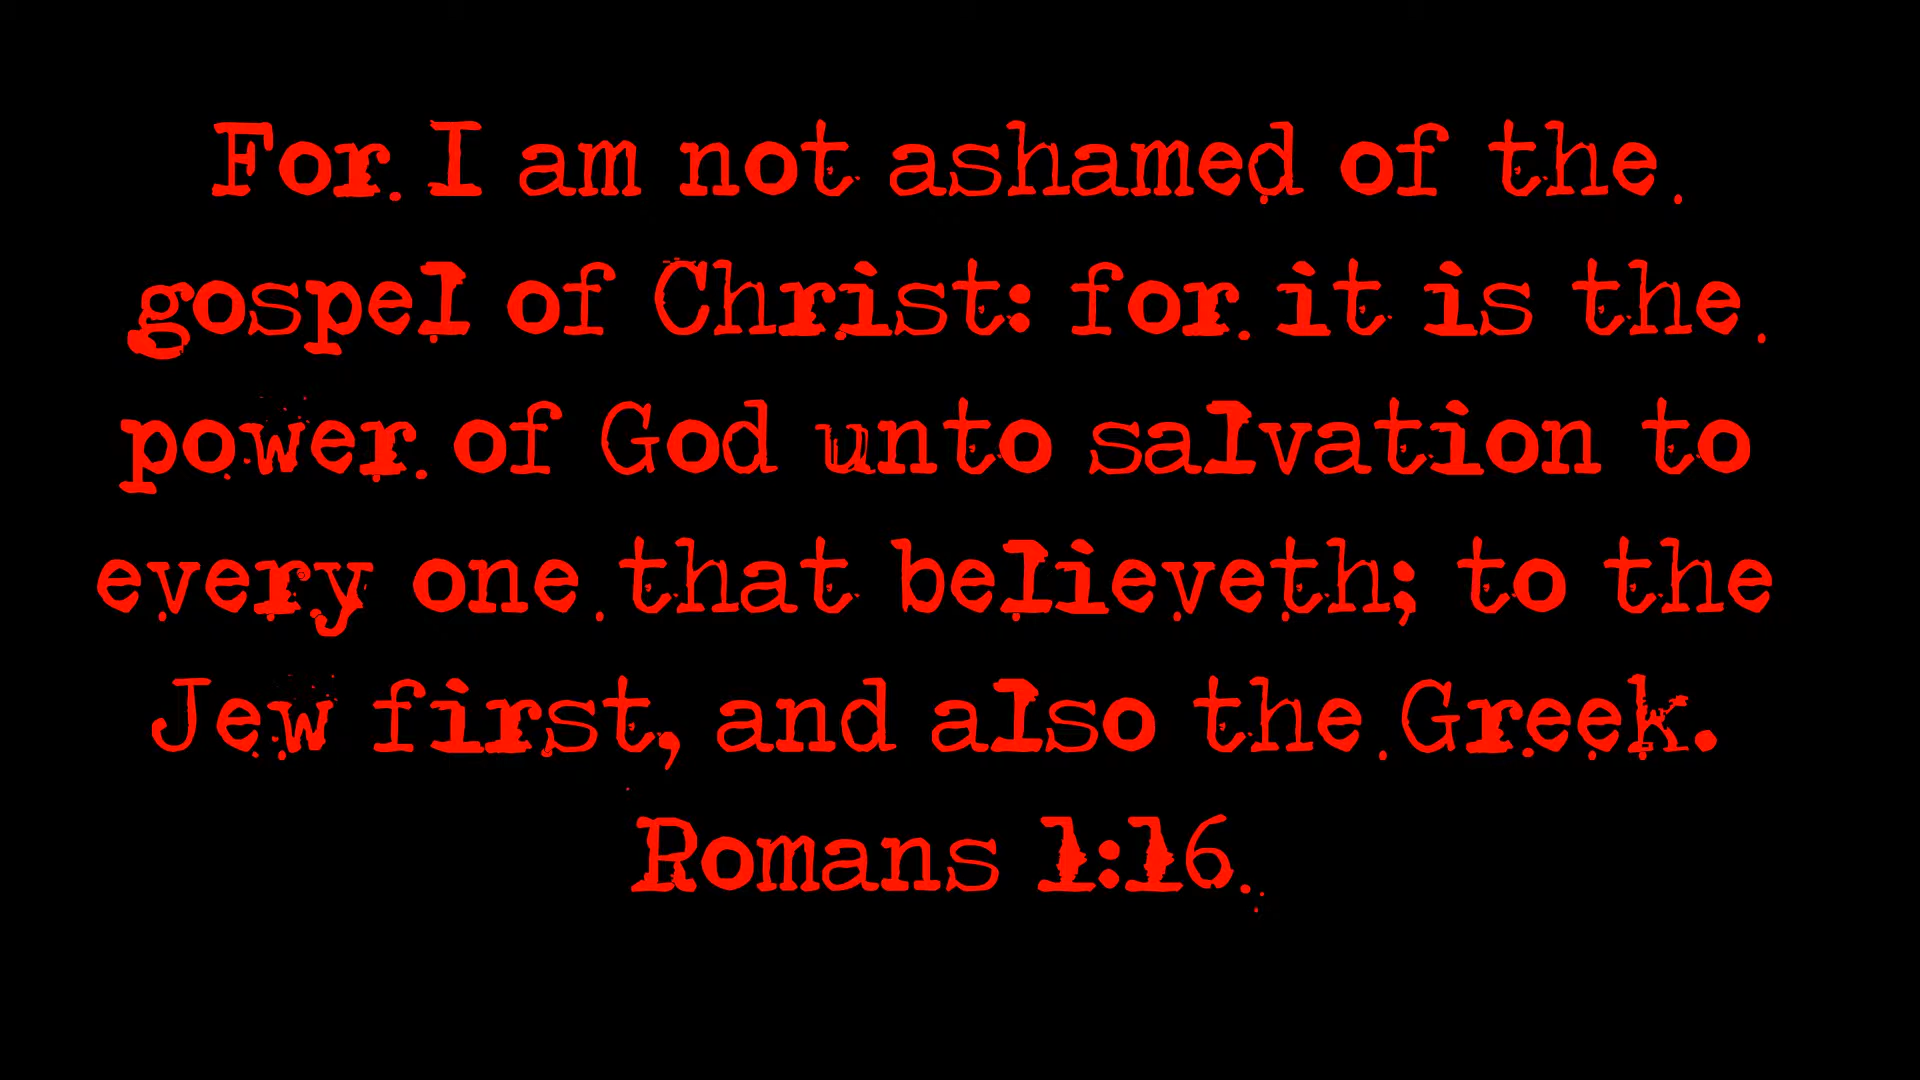 For I am not ashamed of the
gospel of Christ: for it is the
power of God unto salvation to
every one that believeth; to the
Jew first, and also the Greek.
Romans 1:16